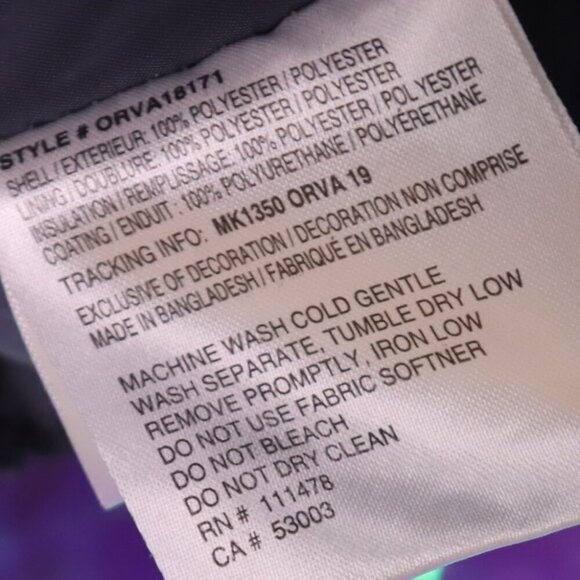 STYLE # ORVA18171
SHELL / EXTERIEUR: 100% POLYESTER / POLYESTER
LINING / DOUBLURE: 100% POLYESTER / POLYESTER
INSULATION / REMPLISSAGE: 100% POLYESTER / POLYESTER
COATING / ENDUIT : 100% POLYURETHANE / POLYÉRETHANE
TRACKING INFO: MK1350 ORVA 19
EXCLUSIVE OF DECORATION / DECORATION NON COMPRISE
MADE IN BANGLADESH / FABRIQUÉ EN BANGLADESH
MACHINE WASH COLD GENTLE
WASH SEPARATE, TUMBLE DRY LOW
REMOVE PROMPTLY, IRON LOW
DO NOT USE FABRIC SOFTNER
DO NOT BLEACH
DO NOT DRY CLEAN
RN # 111478
CA # 53003